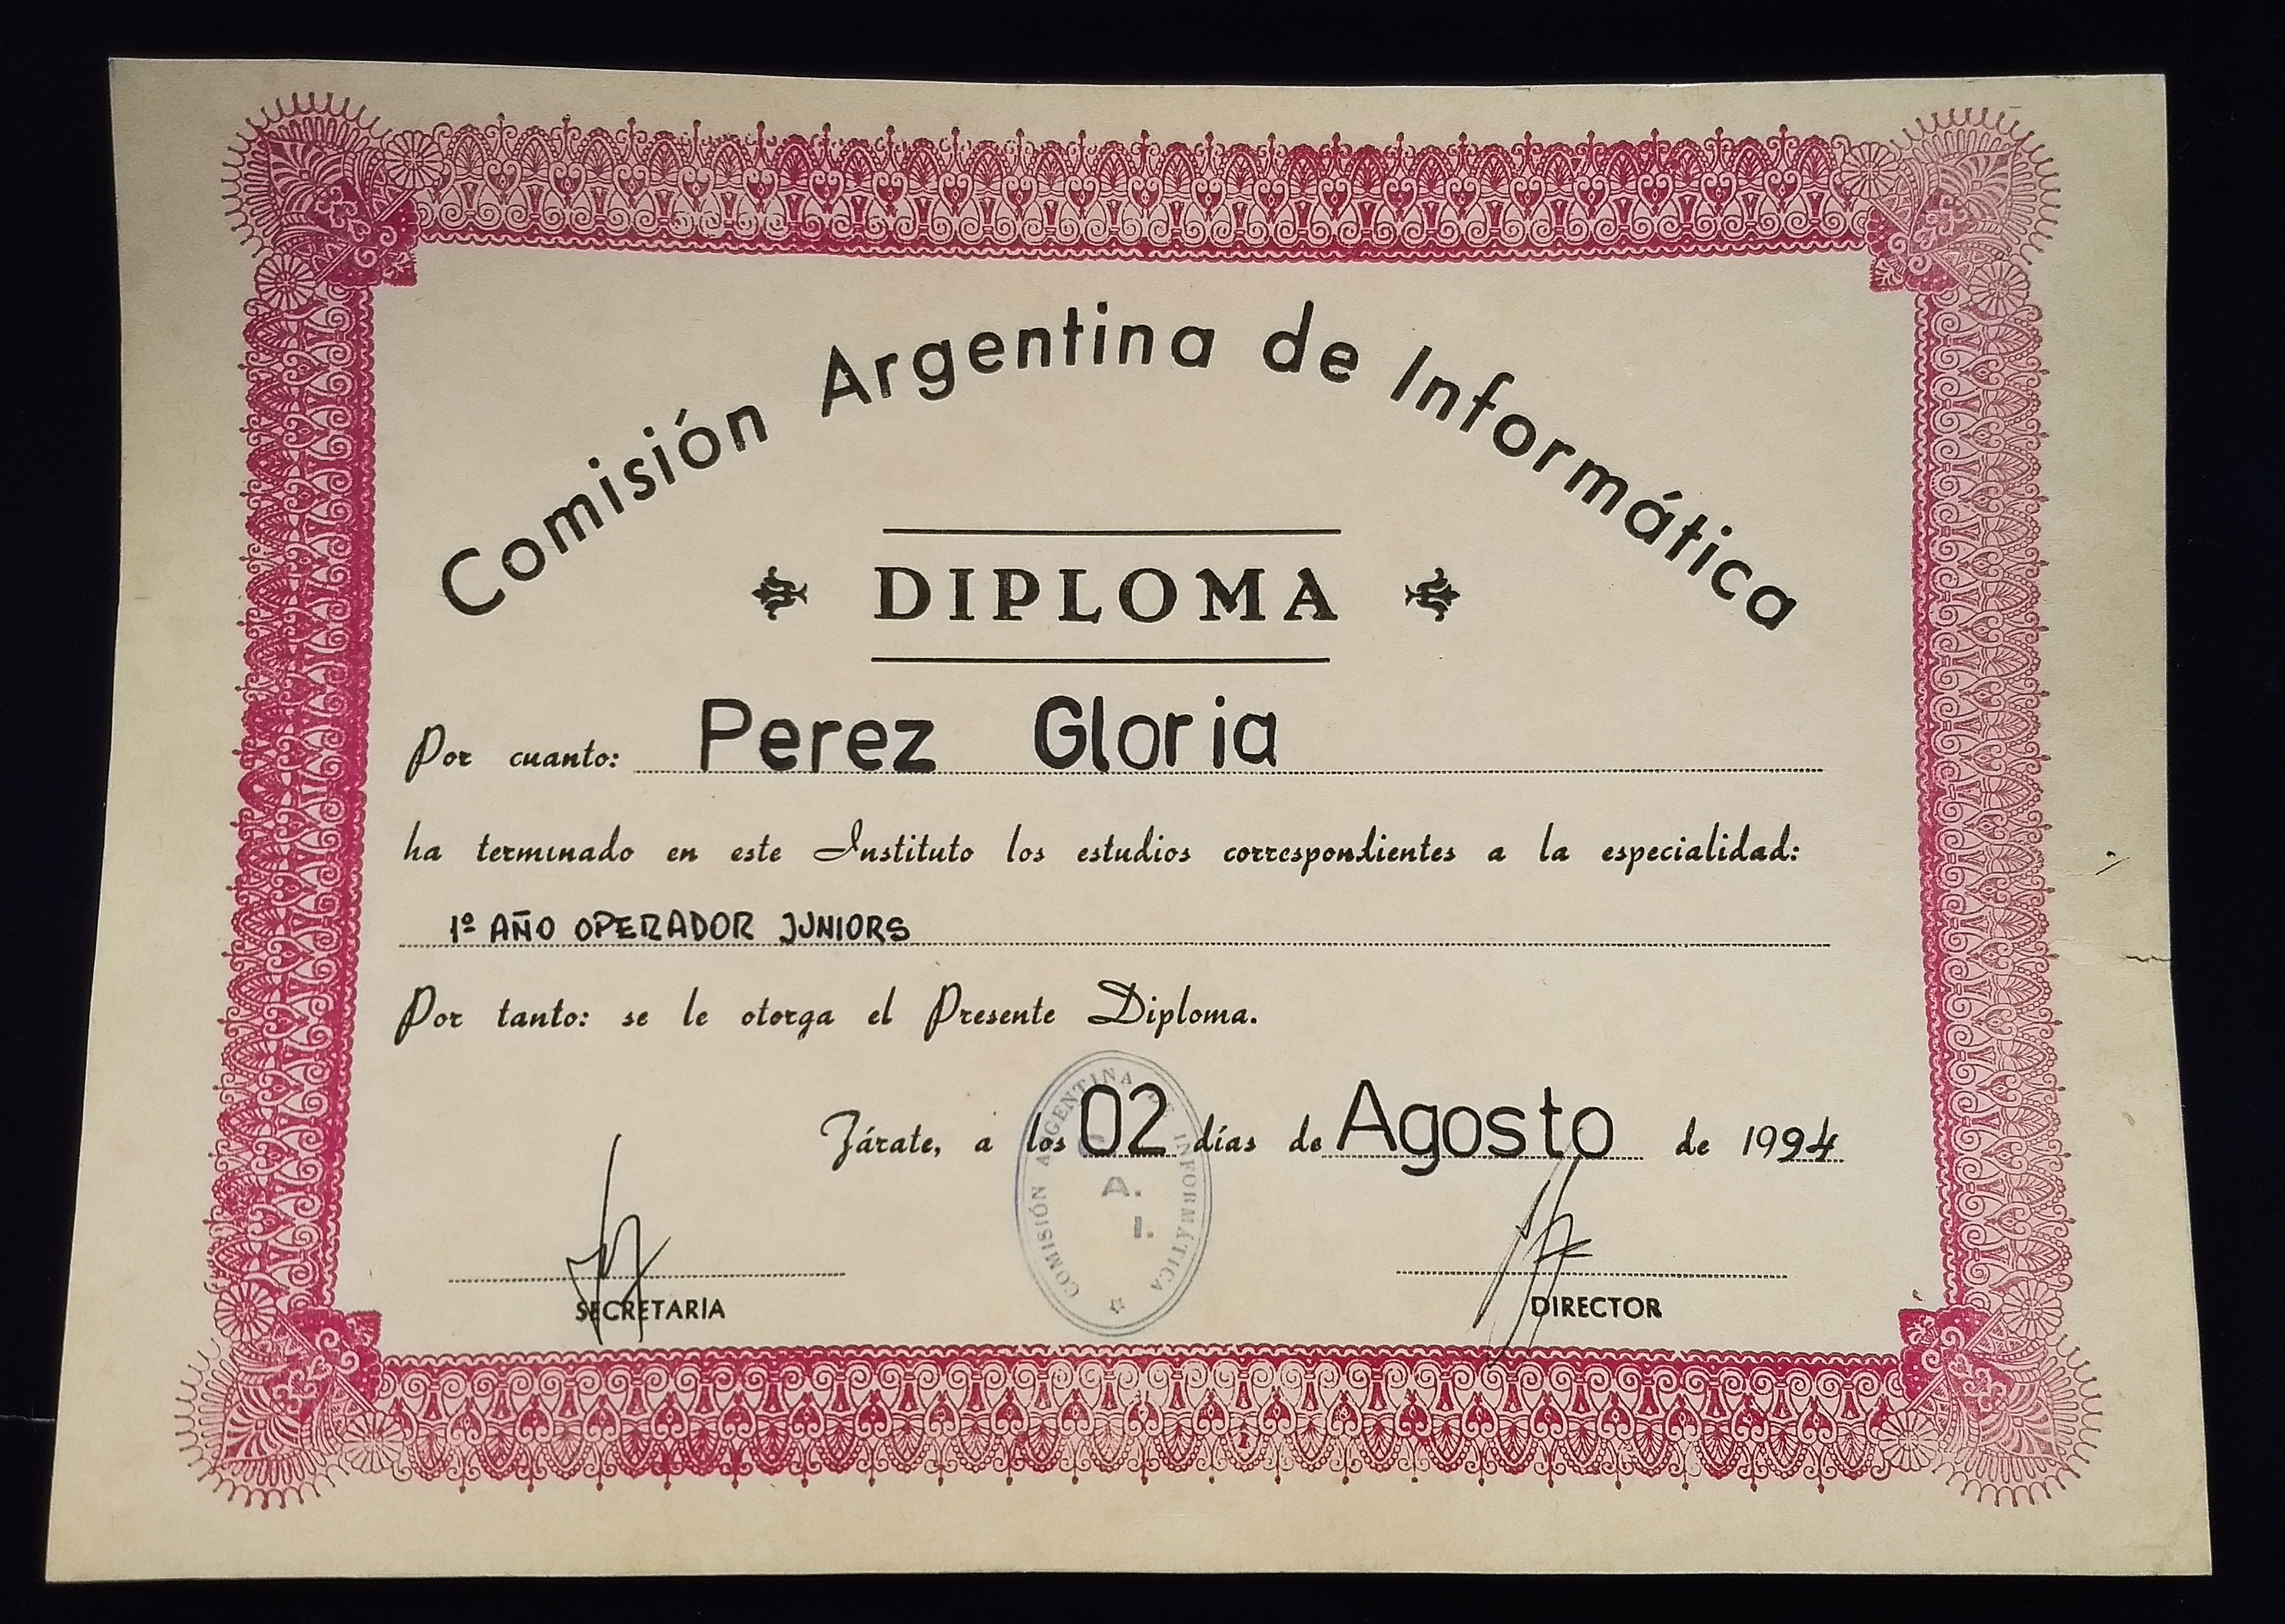 Comisión Argentina de Informática
DIPLOMA
Por cuanto: Perez Gloria
ha terminado en este Instituto los estudios correspondientes a la especialidad:
1º AÑO OPERADOR JUNIORS
Por tanto: se le otorga el Presente Diploma.
Zárate, a los 02 días de Agosto de 1994
COMISIÓN ARGENTINA DE INFORMÁTICA
C. A. I.
SECRETARIA
DIRECTOR